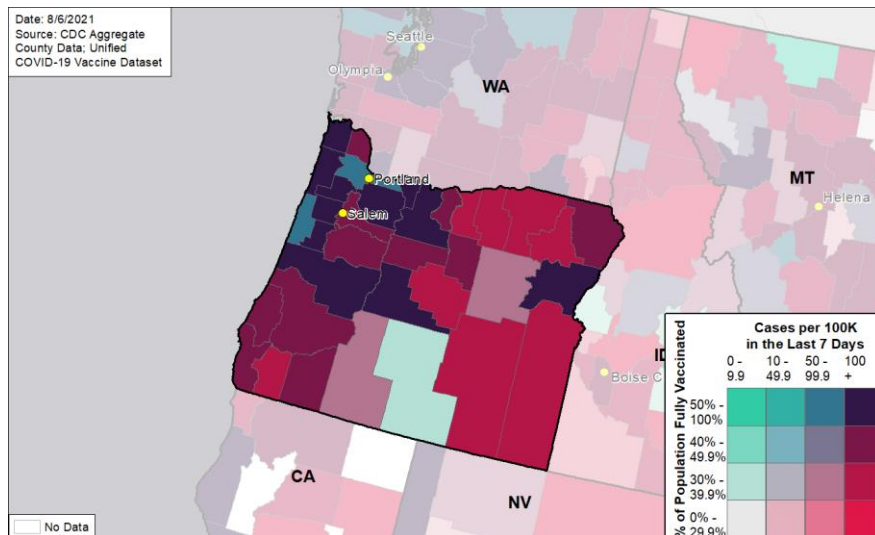 Date: 8/6/2021
Source: CDC Aggregate
County Data; Unified
COVID-19 Vaccine Dataset
Seattle
Olympia
WA
Portland
MT
Helena
Salem
ID
Boise C
CA
NV
No Data
Cases per 100K
in the Last 7 Days
0 - 9.9
10 - 49.9
50 - 99.9
100 +
% of Population Fully Vaccinated
50% - 100%
40% - 49.9%
30% - 39.9%
0% - 29.9%